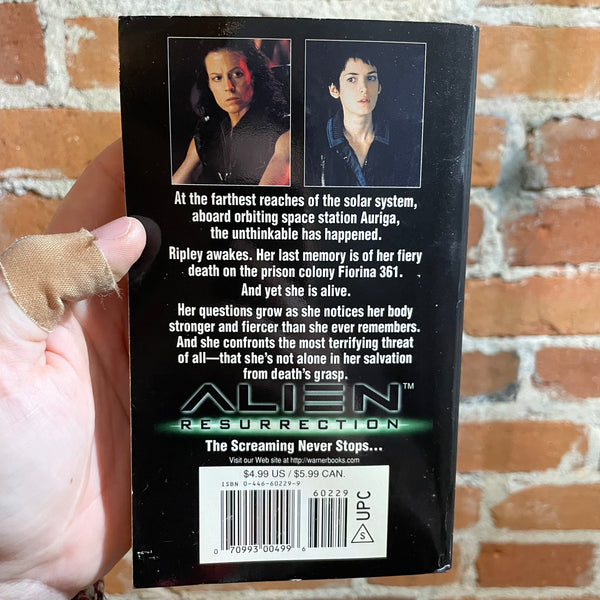 At the farthest reaches of the solar system,
aboard orbiting space station Auriga,
the unthinkable has happened.
Ripley awakes. Her last memory is of her fiery
death on the prison colony Fiorina 361.
And yet she is alive.
Her questions grow as she notices her body
stronger and fiercer than she ever remembers.
And she confronts the most terrifying threat
of all—that she's not alone in her salvation
from death's grasp.
ALIEN™
RESURRECTION
The Screaming Never Stops...
Visit our Web site at http://warnerbooks.com
$4.99 US / $5.99 CAN.
ISBN 0-446-60229-9
60229
0 70993 00499 6
S UPC